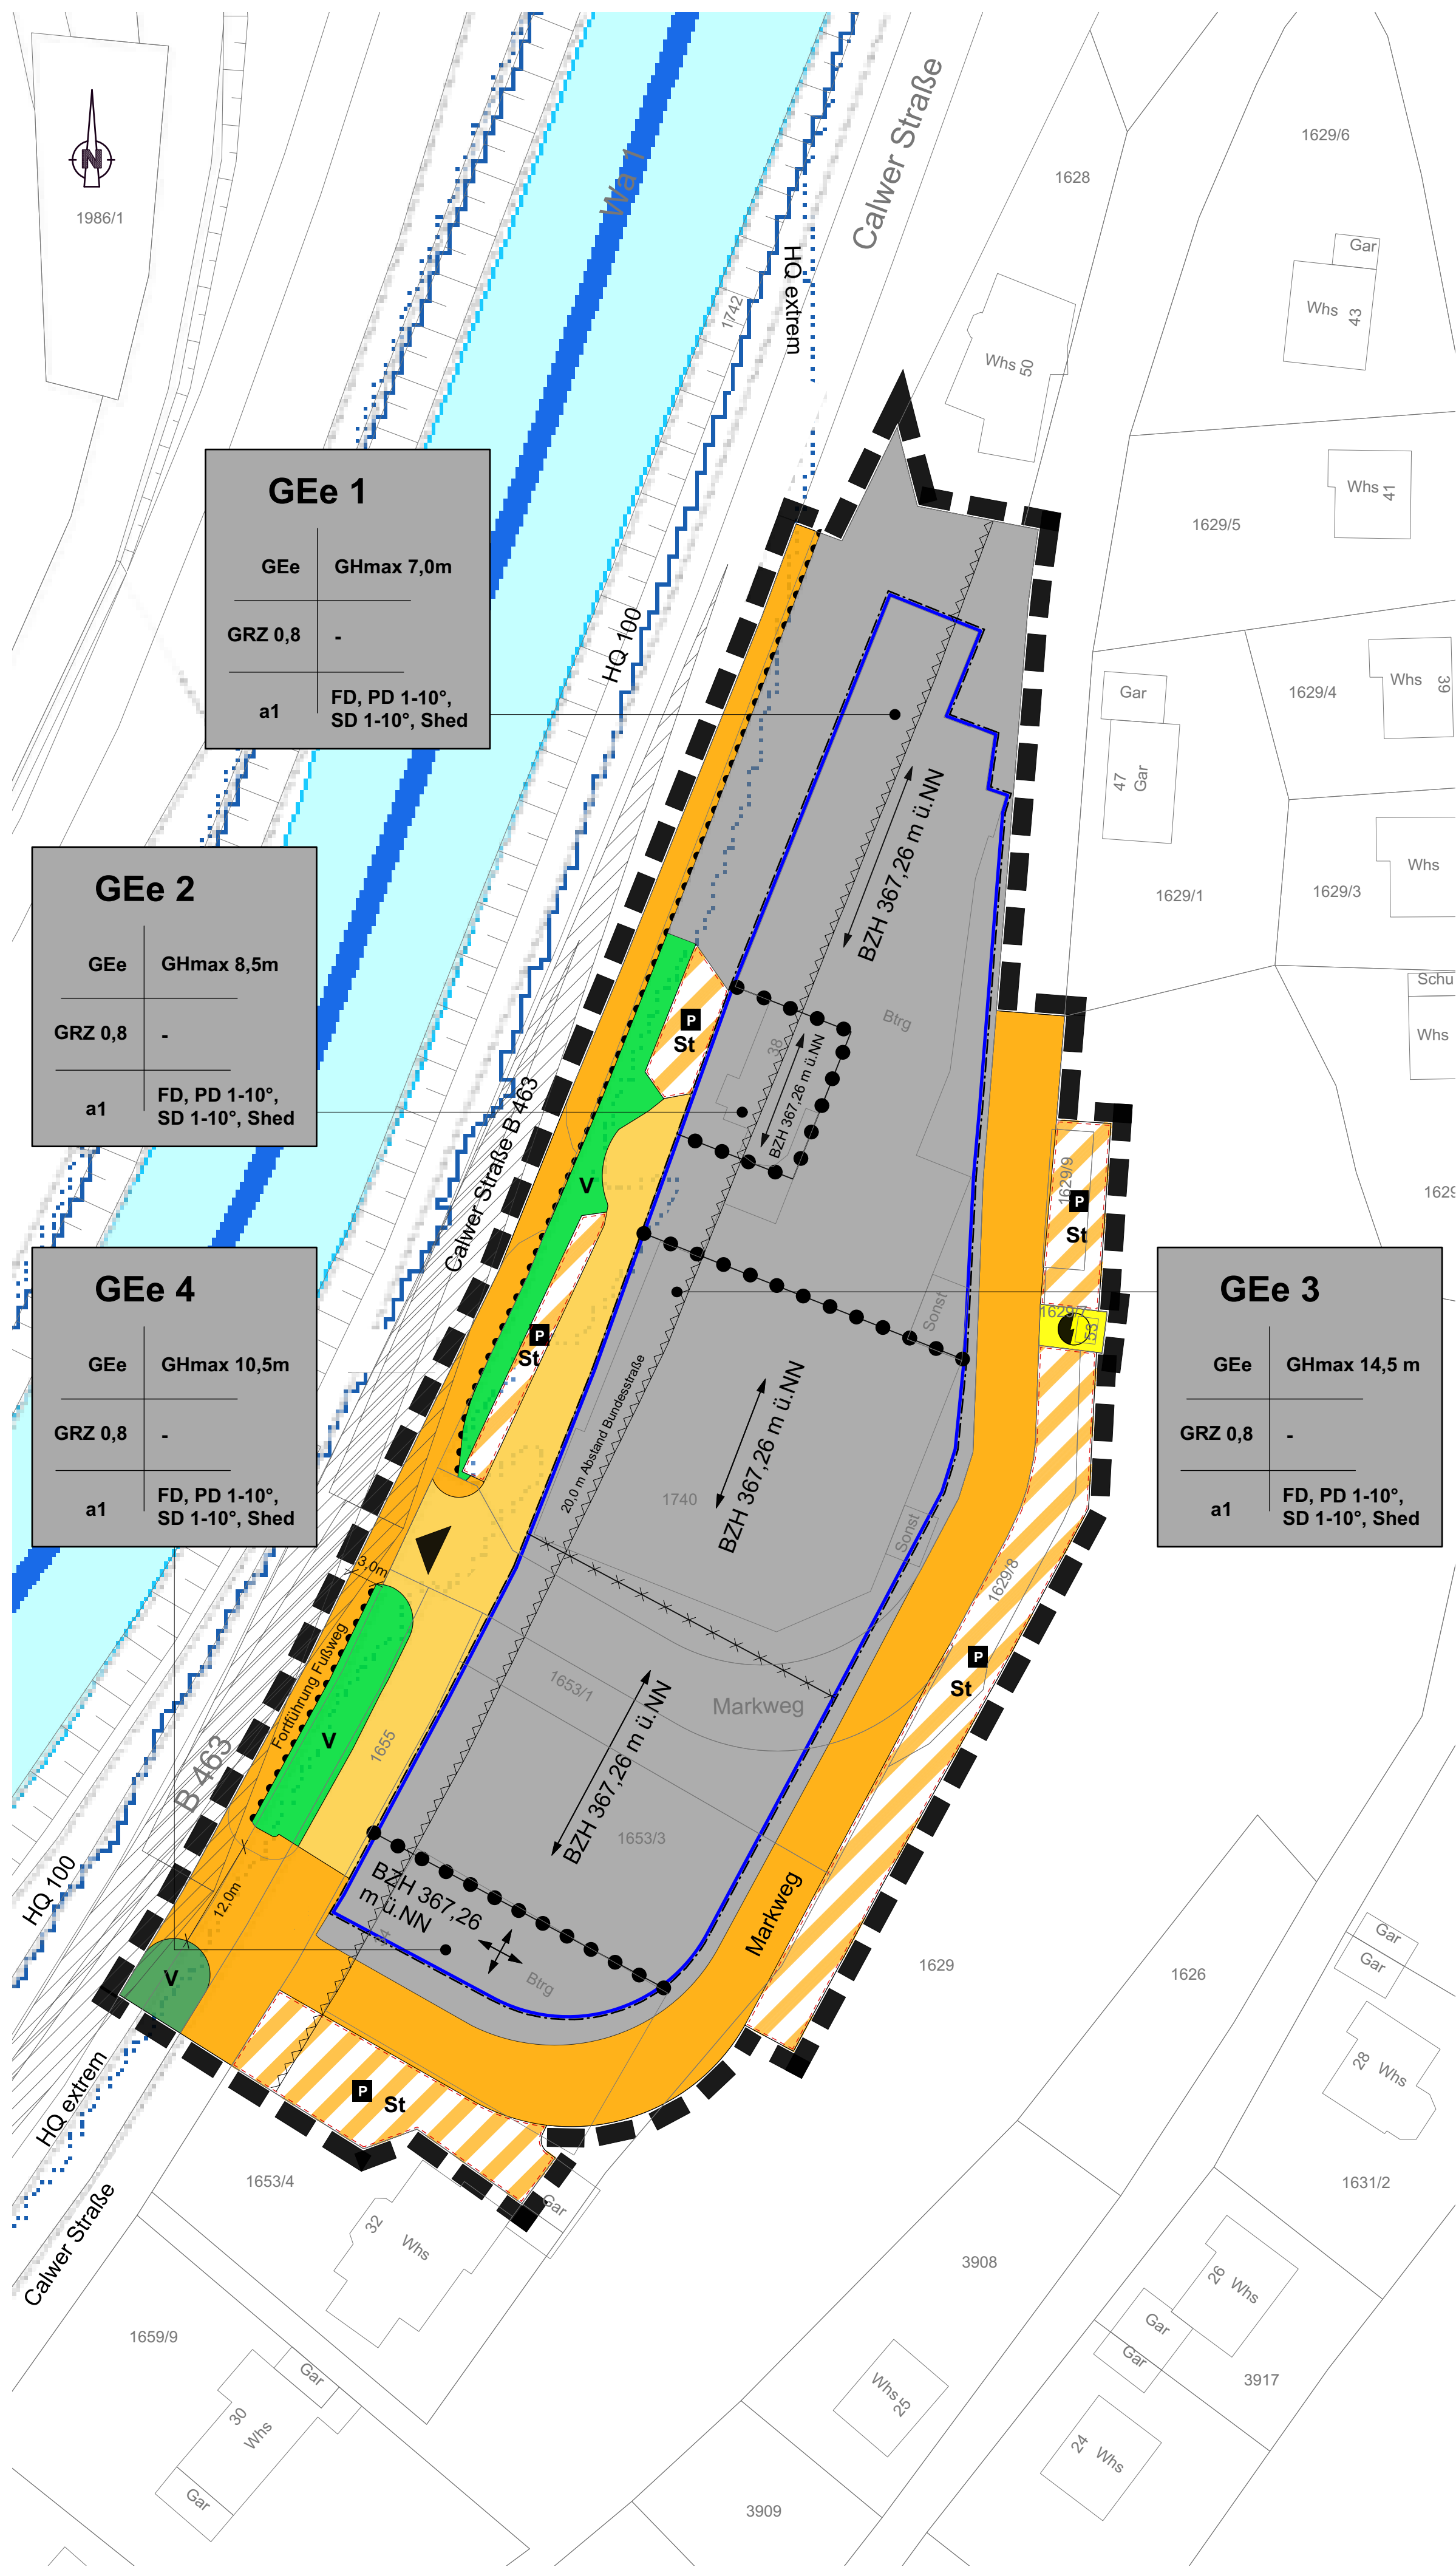 Calwer Straße
1629/6
1628
N
1986/1
Wa 1
Gar
Whs 43
HQ extrem
1742
Whs 50
GEe 1
GEe
GHmax 7,0m
GRZ 0,8
-
a1
FD, PD 1-10°,
SD 1-10°, Shed
Whs 41
1629/5
HQ 100
1629/4
Whs 39
Gar
47 Gar
BZH 367,26 m ü.NN
GEe 2
GEe
GHmax 8,5m
GRZ 0,8
-
a1
FD, PD 1-10°,
SD 1-10°, Shed
1629/1
1629/3
Whs
Schu
Whs
P
St
Btrg
38
BZH 367,26 m ü.NN
Calwer Straße B 463
V
1629/9
P
St
1629
GEe 4
GEe
GHmax 10,5m
GRZ 0,8
-
a1
FD, PD 1-10°,
SD 1-10°, Shed
P
St
Sonst
1629/7
53
GEe 3
GEe
GHmax 14,5 m
GRZ 0,8
-
a1
FD, PD 1-10°,
SD 1-10°, Shed
20,0 m Abstand Bundesstraße
BZH 367,26 m ü.NN
1740
Sonst
3,0m
1629/8
Fortführung Fußweg
V
1655
1653/1
Markweg
P
St
BZH 367,26 m ü.NN
B 463
1653/3
HQ 100
12,0m
BZH 367,26
m ü.NN
Btrg
Markweg
V
1629
1626
Gar
Gar
28 Whs
HQ extrem
P
St
1653/4
Gar
32 Whs
1631/2
Calwer Straße
3908
26 Whs
Gar
Gar
1659/9
Gar
30 Whs
Gar
Whs 25
3917
24 Whs
3909